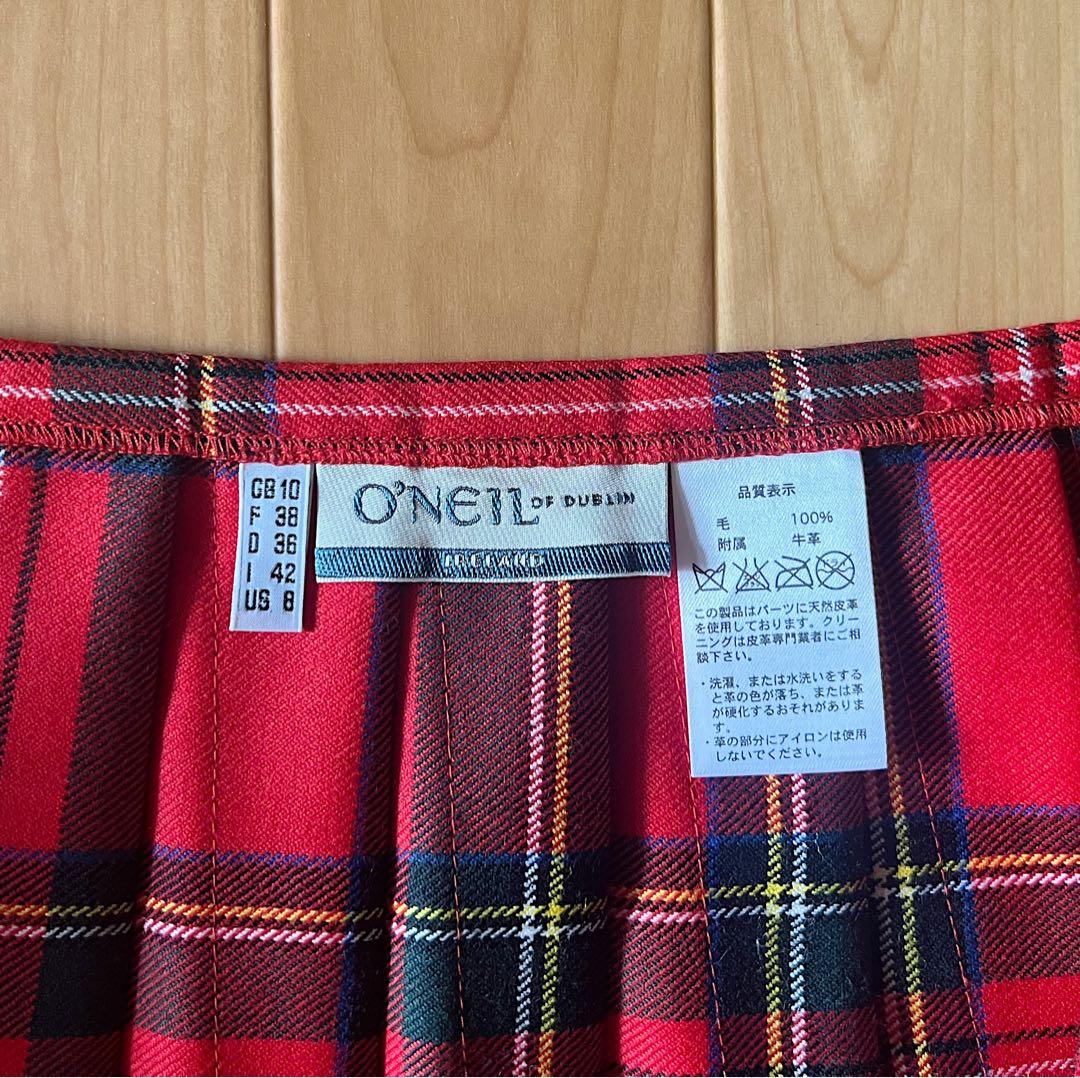 GB 10
F 38
D 36
I 42
US 8
O'NEIL OF DUBLIN
IRELAND
品質表示
毛 100%
附属 牛革
この製品はパーツに天然皮革
を使用しております。クリー
ニングは皮革専門業者にご相
談下さい。
・洗濯、または水洗いをする
と革の色が落ち、または革
が硬化するおそれがありま
す。
・革の部分にアイロンは使用
しないでください。